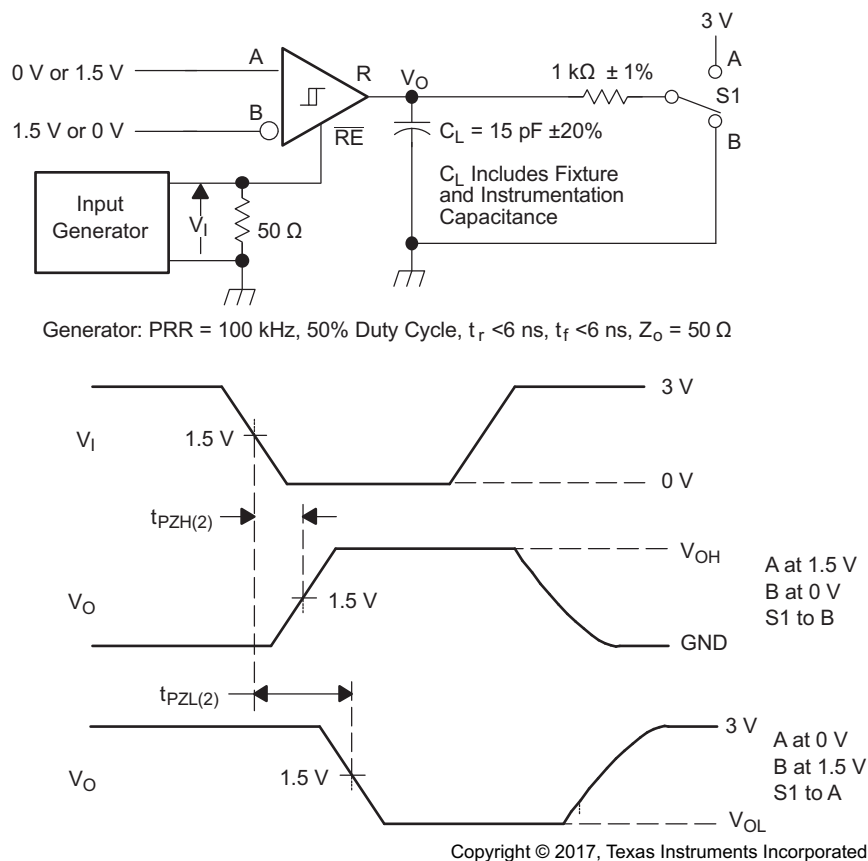 3 V
A
0 V or 1.5 V
A
R
V_O
1 kΩ ± 1%
S1
B
1.5 V or 0 V
R̅E̅
C_L = 15 pF ±20%
B
C_L Includes Fixture
and Instrumentation
Capacitance
Input
Generator
V_I
50 Ω
Generator: PRR = 100 kHz, 50% Duty Cycle, t_r <6 ns, t_f <6 ns, Z_o = 50 Ω
3 V
V_I
1.5 V
0 V
t_PZH(2)
V_OH
A at 1.5 V
B at 0 V
S1 to B
V_O
1.5 V
GND
t_PZL(2)
3 V
A at 0 V
B at 1.5 V
S1 to A
V_O
1.5 V
V_OL
Copyright © 2017, Texas Instruments Incorporated